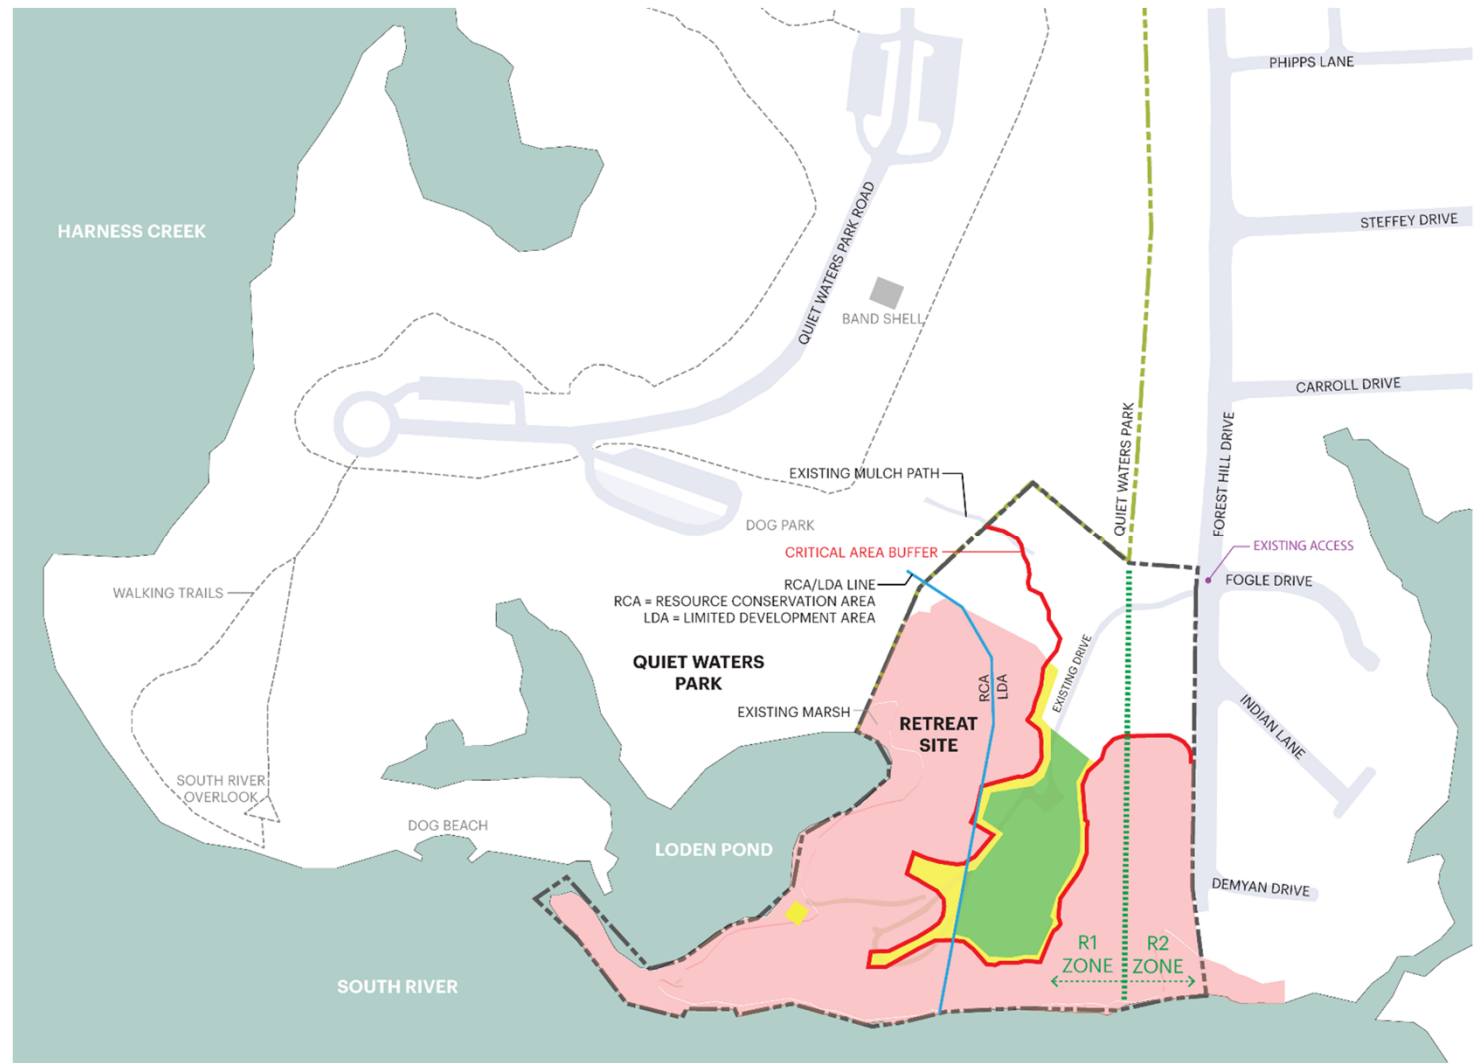 PHIPPS LANE
HARNESS CREEK
STEFFEY DRIVE
QUIET WATERS PARK ROAD
BAND SHELL
CARROLL DRIVE
QUIET WATERS PARK
FOREST HILL DRIVE
EXISTING MULCH PATH
DOG PARK
CRITICAL AREA BUFFER
EXISTING ACCESS
RCA/LDA LINE
RCA = RESOURCE CONSERVATION AREA
LDA = LIMITED DEVELOPMENT AREA
FOGLE DRIVE
WALKING TRAILS
QUIET WATERS
PARK
EXISTING DRIVE
RCA
LDA
EXISTING MARSH
RETREAT
SITE
INDIAN LANE
SOUTH RIVER
OVERLOOK
DOG BEACH
LODEN POND
DEMYAN DRIVE
R1
ZONE
R2
ZONE
SOUTH RIVER